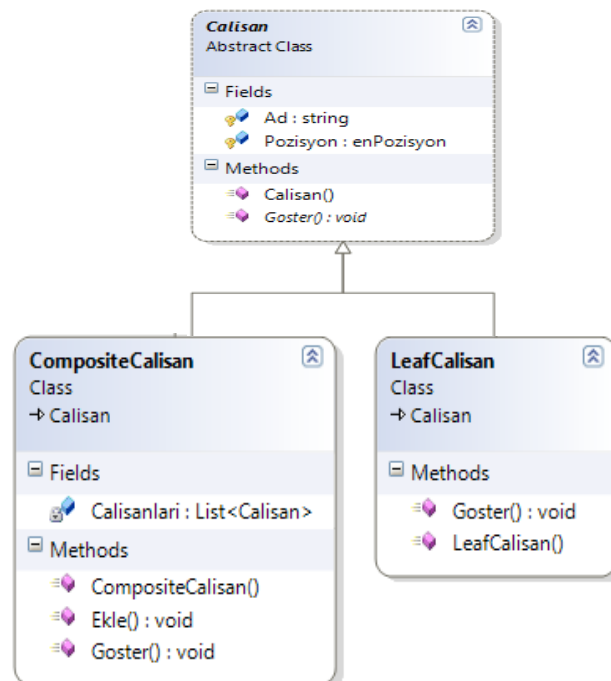 Calisan
Abstract Class
Fields
Ad : string
Pozisyon : enPozisyon
Methods
Calisan()
Goster() : void
CompositeCalisan
Class
Calisan
Fields
Calisanlari : List<Calisan>
Methods
CompositeCalisan()
Ekle() : void
Goster() : void
LeafCalisan
Class
Calisan
Methods
Goster() : void
LeafCalisan()